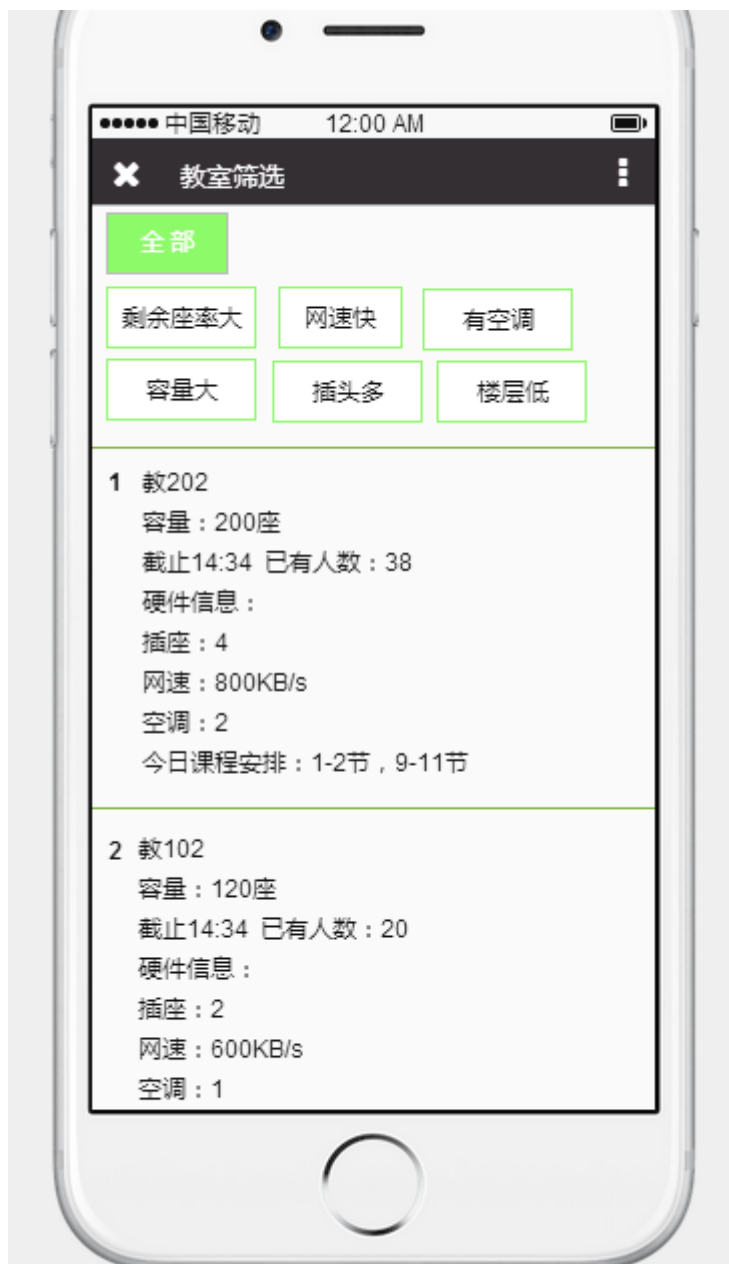 中国移动 12:00 AM
教室筛选
全部
剩余座率大 网速快 有空调
容量大 插头多 楼层低
1 教202
容量：200座
截止14:34 已有人数：38
硬件信息：
插座：4
网速：800KB/s
空调：2
今日课程安排：1-2节，9-11节
2 教102
容量：120座
截止14:34 已有人数：20
硬件信息：
插座：2
网速：600KB/s
空调：1